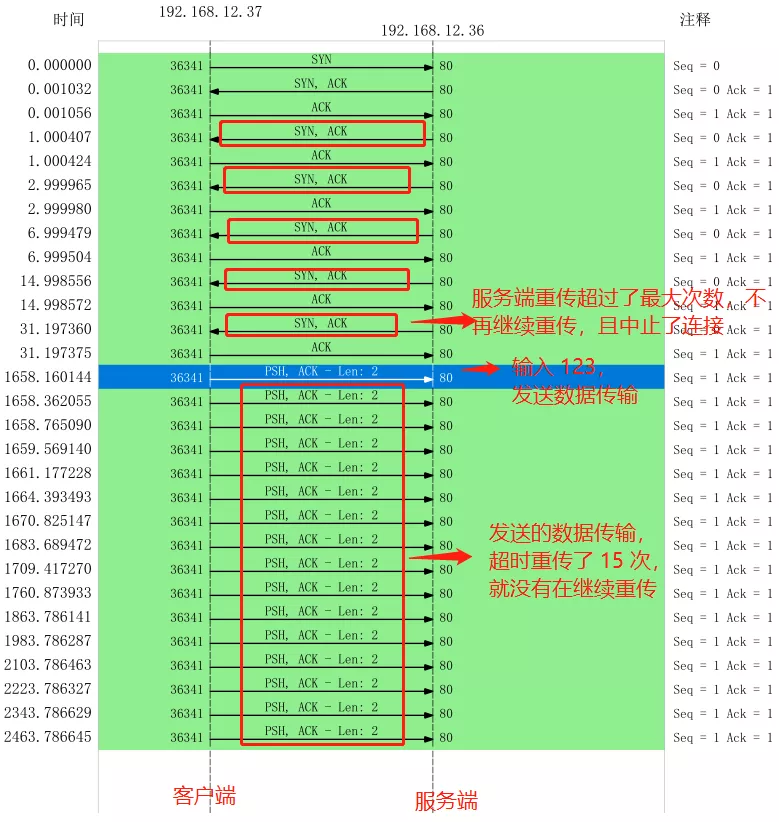 时间
192.168.12.37
192.168.12.36
注释
0.000000 36341 SYN 80 Seq = 0
0.001032 36341 SYN, ACK 80 Seq = 0 Ack = 1
0.001056 36341 ACK 80 Seq = 1 Ack = 1
1.000407 36341 SYN, ACK 80 Seq = 0 Ack = 1
1.000424 36341 ACK 80 Seq = 1 Ack = 1
2.999965 36341 SYN, ACK 80 Seq = 0 Ack = 1
2.999980 36341 ACK 80 Seq = 1 Ack = 1
6.999479 36341 SYN, ACK 80 Seq = 0 Ack = 1
6.999504 36341 ACK 80 Seq = 1 Ack = 1
14.998556 36341 SYN, ACK 80 Seq = 0 Ack = 1
14.998572 36341 ACK 80 Seq = 1 Ack = 1
31.197360 36341 SYN, ACK 80 Seq = 0 Ack = 1
服务端重传超过了最大次数，不
再继续重传，且中止了连接
31.197375 36341 ACK 80 Seq = 1 Ack = 1
1658.160144 36341 PSH, ACK - Len: 2 80 Seq = 1 Ack = 1
输入 123，
发送数据传输
1658.362055 36341 PSH, ACK - Len: 2 80 Seq = 1 Ack = 1
1658.765090 36341 PSH, ACK - Len: 2 80 Seq = 1 Ack = 1
1659.569140 36341 PSH, ACK - Len: 2 80 Seq = 1 Ack = 1
1661.177228 36341 PSH, ACK - Len: 2 80 Seq = 1 Ack = 1
1664.393493 36341 PSH, ACK - Len: 2 80 Seq = 1 Ack = 1
1670.825147 36341 PSH, ACK - Len: 2 80 Seq = 1 Ack = 1
1683.689472 36341 PSH, ACK - Len: 2 80 Seq = 1 Ack = 1
1709.417270 36341 PSH, ACK - Len: 2 80 Seq = 1 Ack = 1
1760.873933 36341 PSH, ACK - Len: 2 80 Seq = 1 Ack = 1
发送的数据传输，
超时重传了 15 次，
就没有在继续重传
1863.786141 36341 PSH, ACK - Len: 2 80 Seq = 1 Ack = 1
1983.786287 36341 PSH, ACK - Len: 2 80 Seq = 1 Ack = 1
2103.786463 36341 PSH, ACK - Len: 2 80 Seq = 1 Ack = 1
2223.786327 36341 PSH, ACK - Len: 2 80 Seq = 1 Ack = 1
2343.786629 36341 PSH, ACK - Len: 2 80 Seq = 1 Ack = 1
2463.786645 36341 PSH, ACK - Len: 2 80 Seq = 1 Ack = 1
客户端
服务端